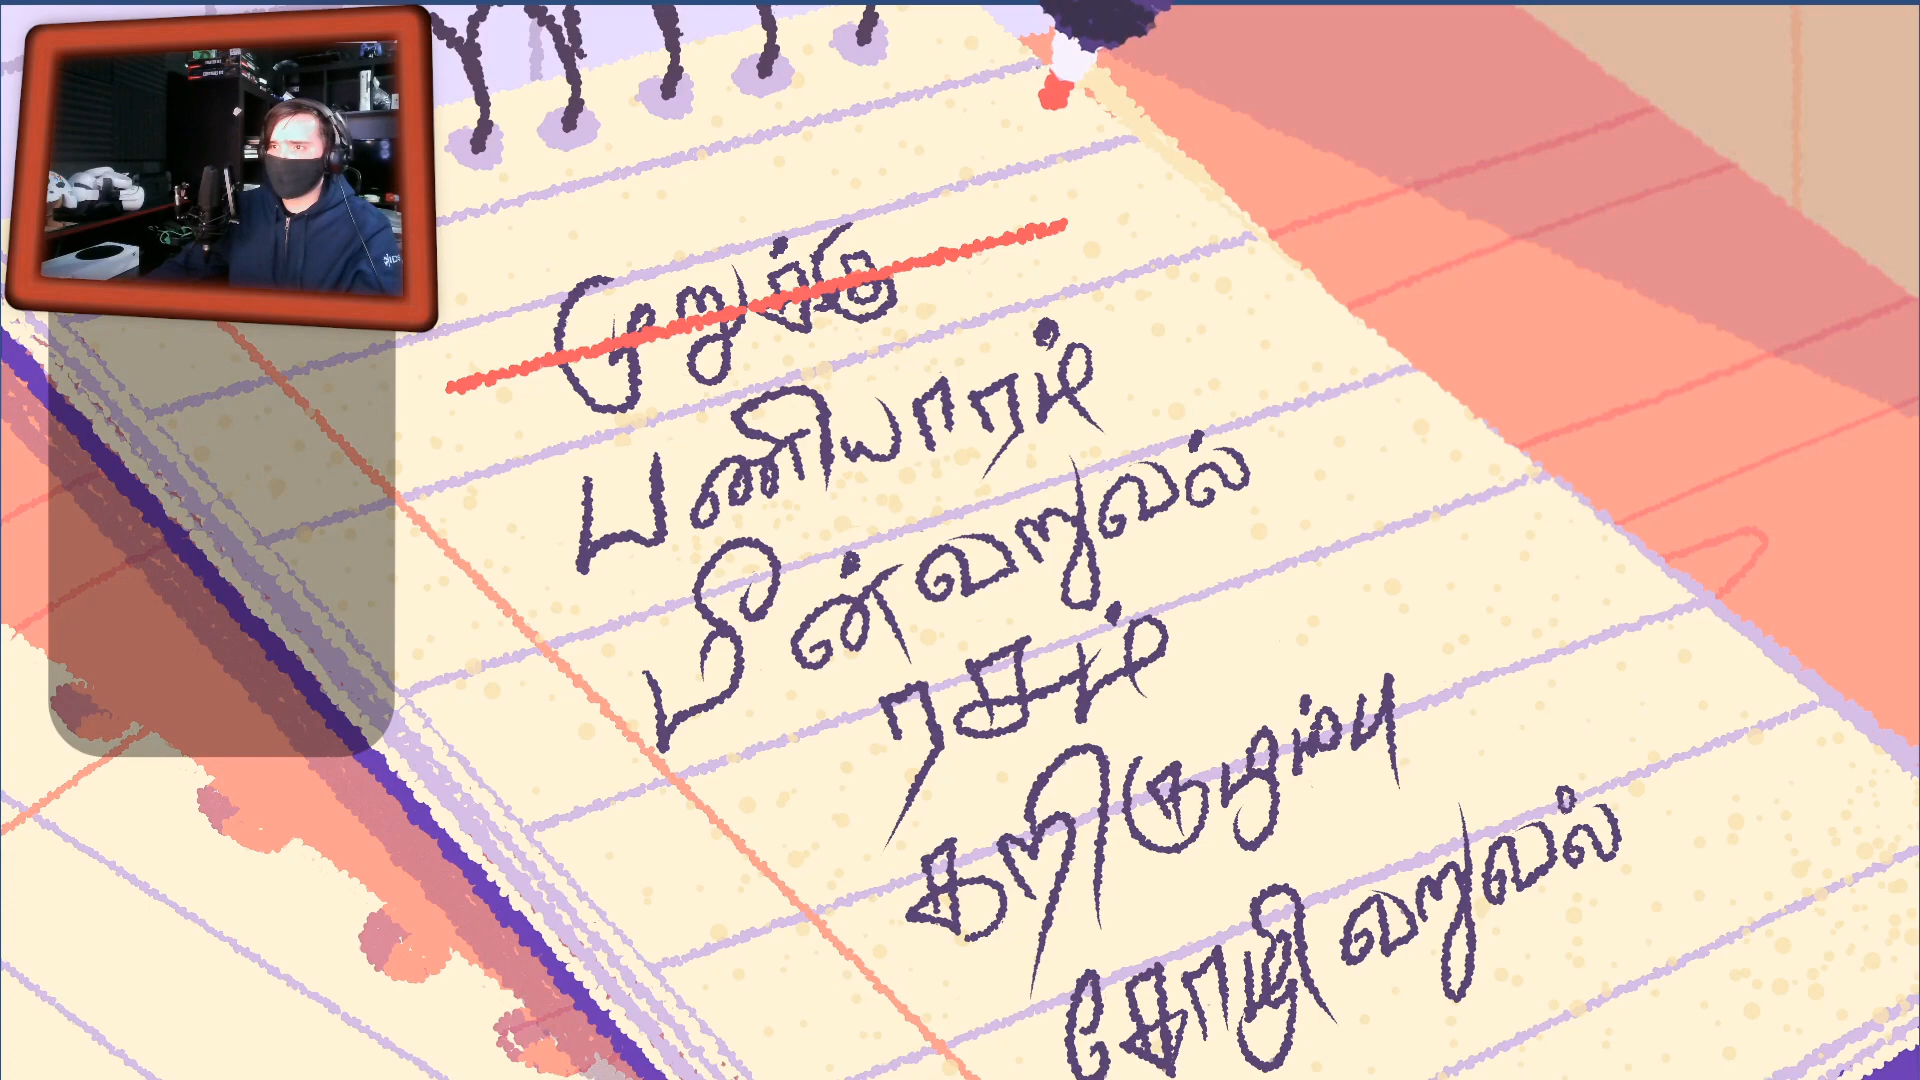 முறுக்கு
பணியாரம்
மீன் வறுவல்
ரசம்
கறி குழம்பு
கோழி வறுவல்